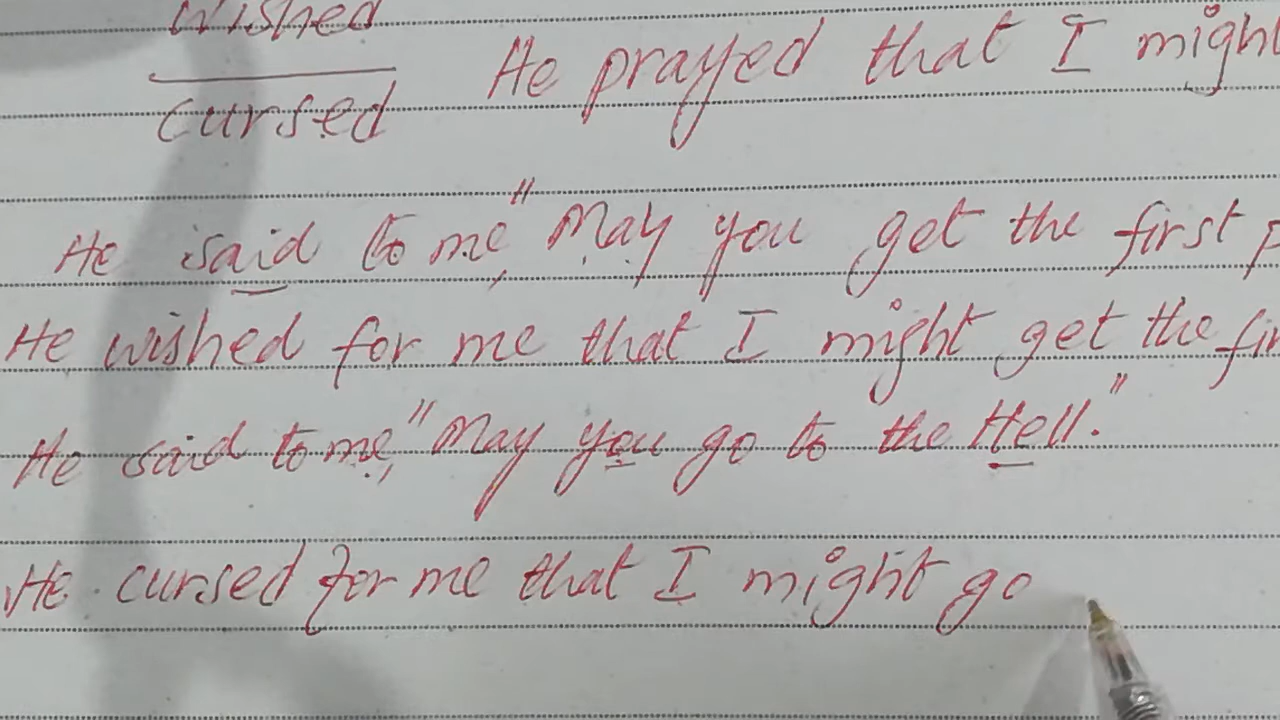 wished
cursed
He prayed that I might
He said to me, "May you get the first
He wished for me that I might get the
He said to me, "May you go to the Hell."
He cursed for me that I might go